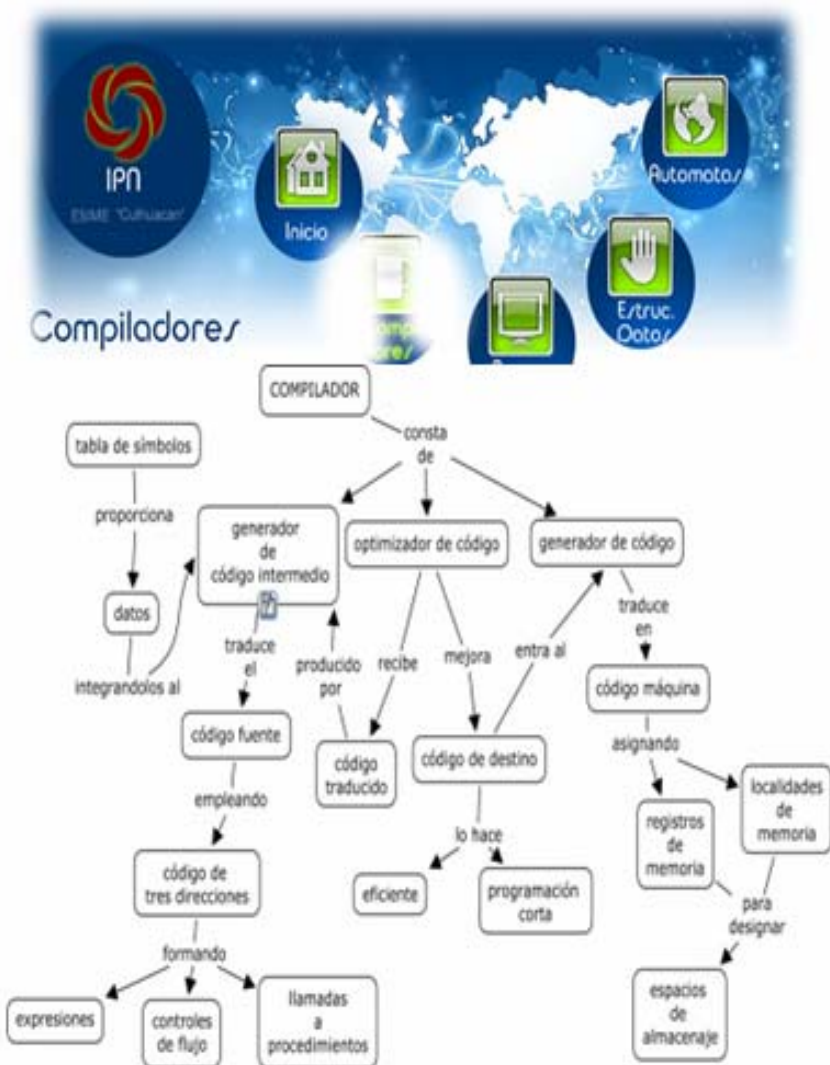 IPN
ESIME "Culhuacan"
Inicio
Automatas
Estruc.
Datos
Compiladores
COMPILADOR
consta
de
tabla de símbolos
proporciona
datos
integrandolos al
generador
de
código intermedio
optimizador de código
generador de código
traduce
el
producido
por
recibe
mejora
entra al
traduce
en
código fuente
código
traducido
código de destino
código máquina
empleando
asignando
lo hace
registros
de
memoria
localidades
de
memoria
código de
tres direcciones
eficiente
programación
corta
para
designar
formando
expresiones
controles
de flujo
llamadas
a
procedimientos
espacios
de
almacenaje